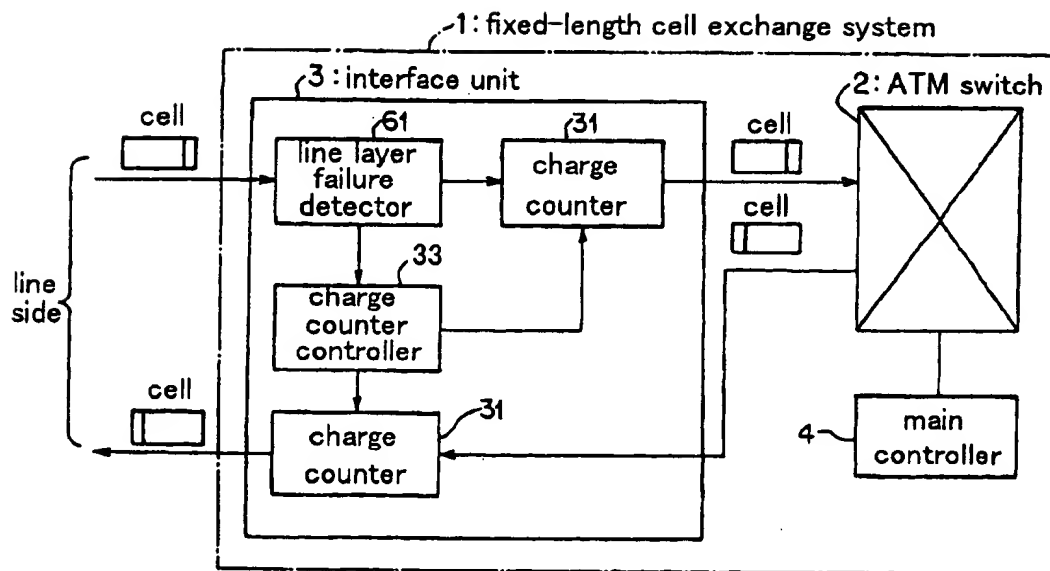 1: fixed-length cell exchange system
3: interface unit
2: ATM switch
cell
61
31
cell
line layer
failure
detector
charge
counter
cell
33
line
side
charge
counter
controller
cell
31
charge
counter
4
main
controller